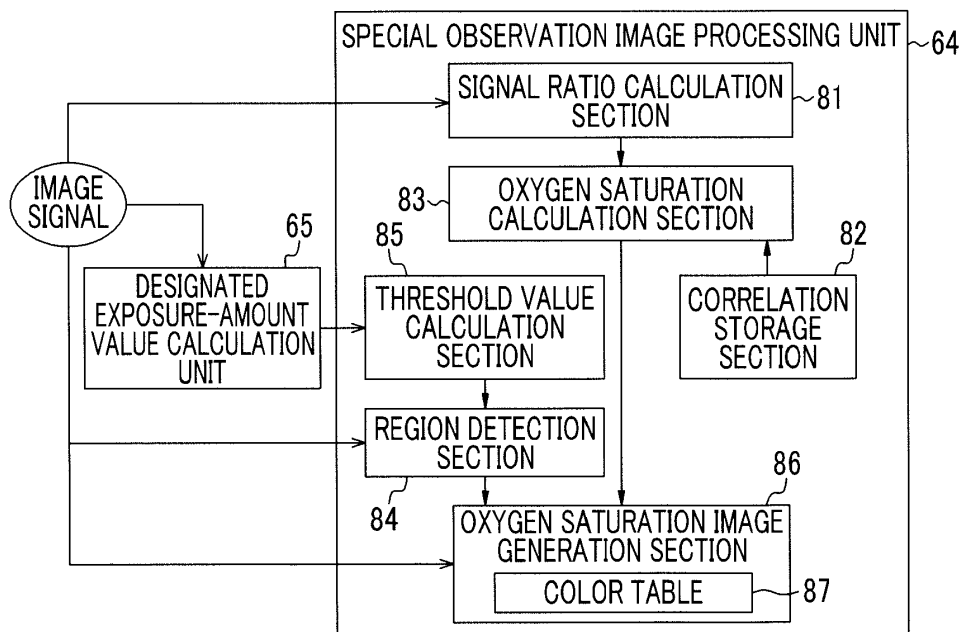 SPECIAL OBSERVATION IMAGE PROCESSING UNIT
64
SIGNAL RATIO CALCULATION
SECTION
81
IMAGE
SIGNAL
83
OXYGEN SATURATION
CALCULATION SECTION
65
DESIGNATED
EXPOSURE-AMOUNT
VALUE CALCULATION
UNIT
85
THRESHOLD VALUE
CALCULATION
SECTION
82
CORRELATION
STORAGE
SECTION
REGION DETECTION
SECTION
84
86
OXYGEN SATURATION IMAGE
GENERATION SECTION
COLOR TABLE
87